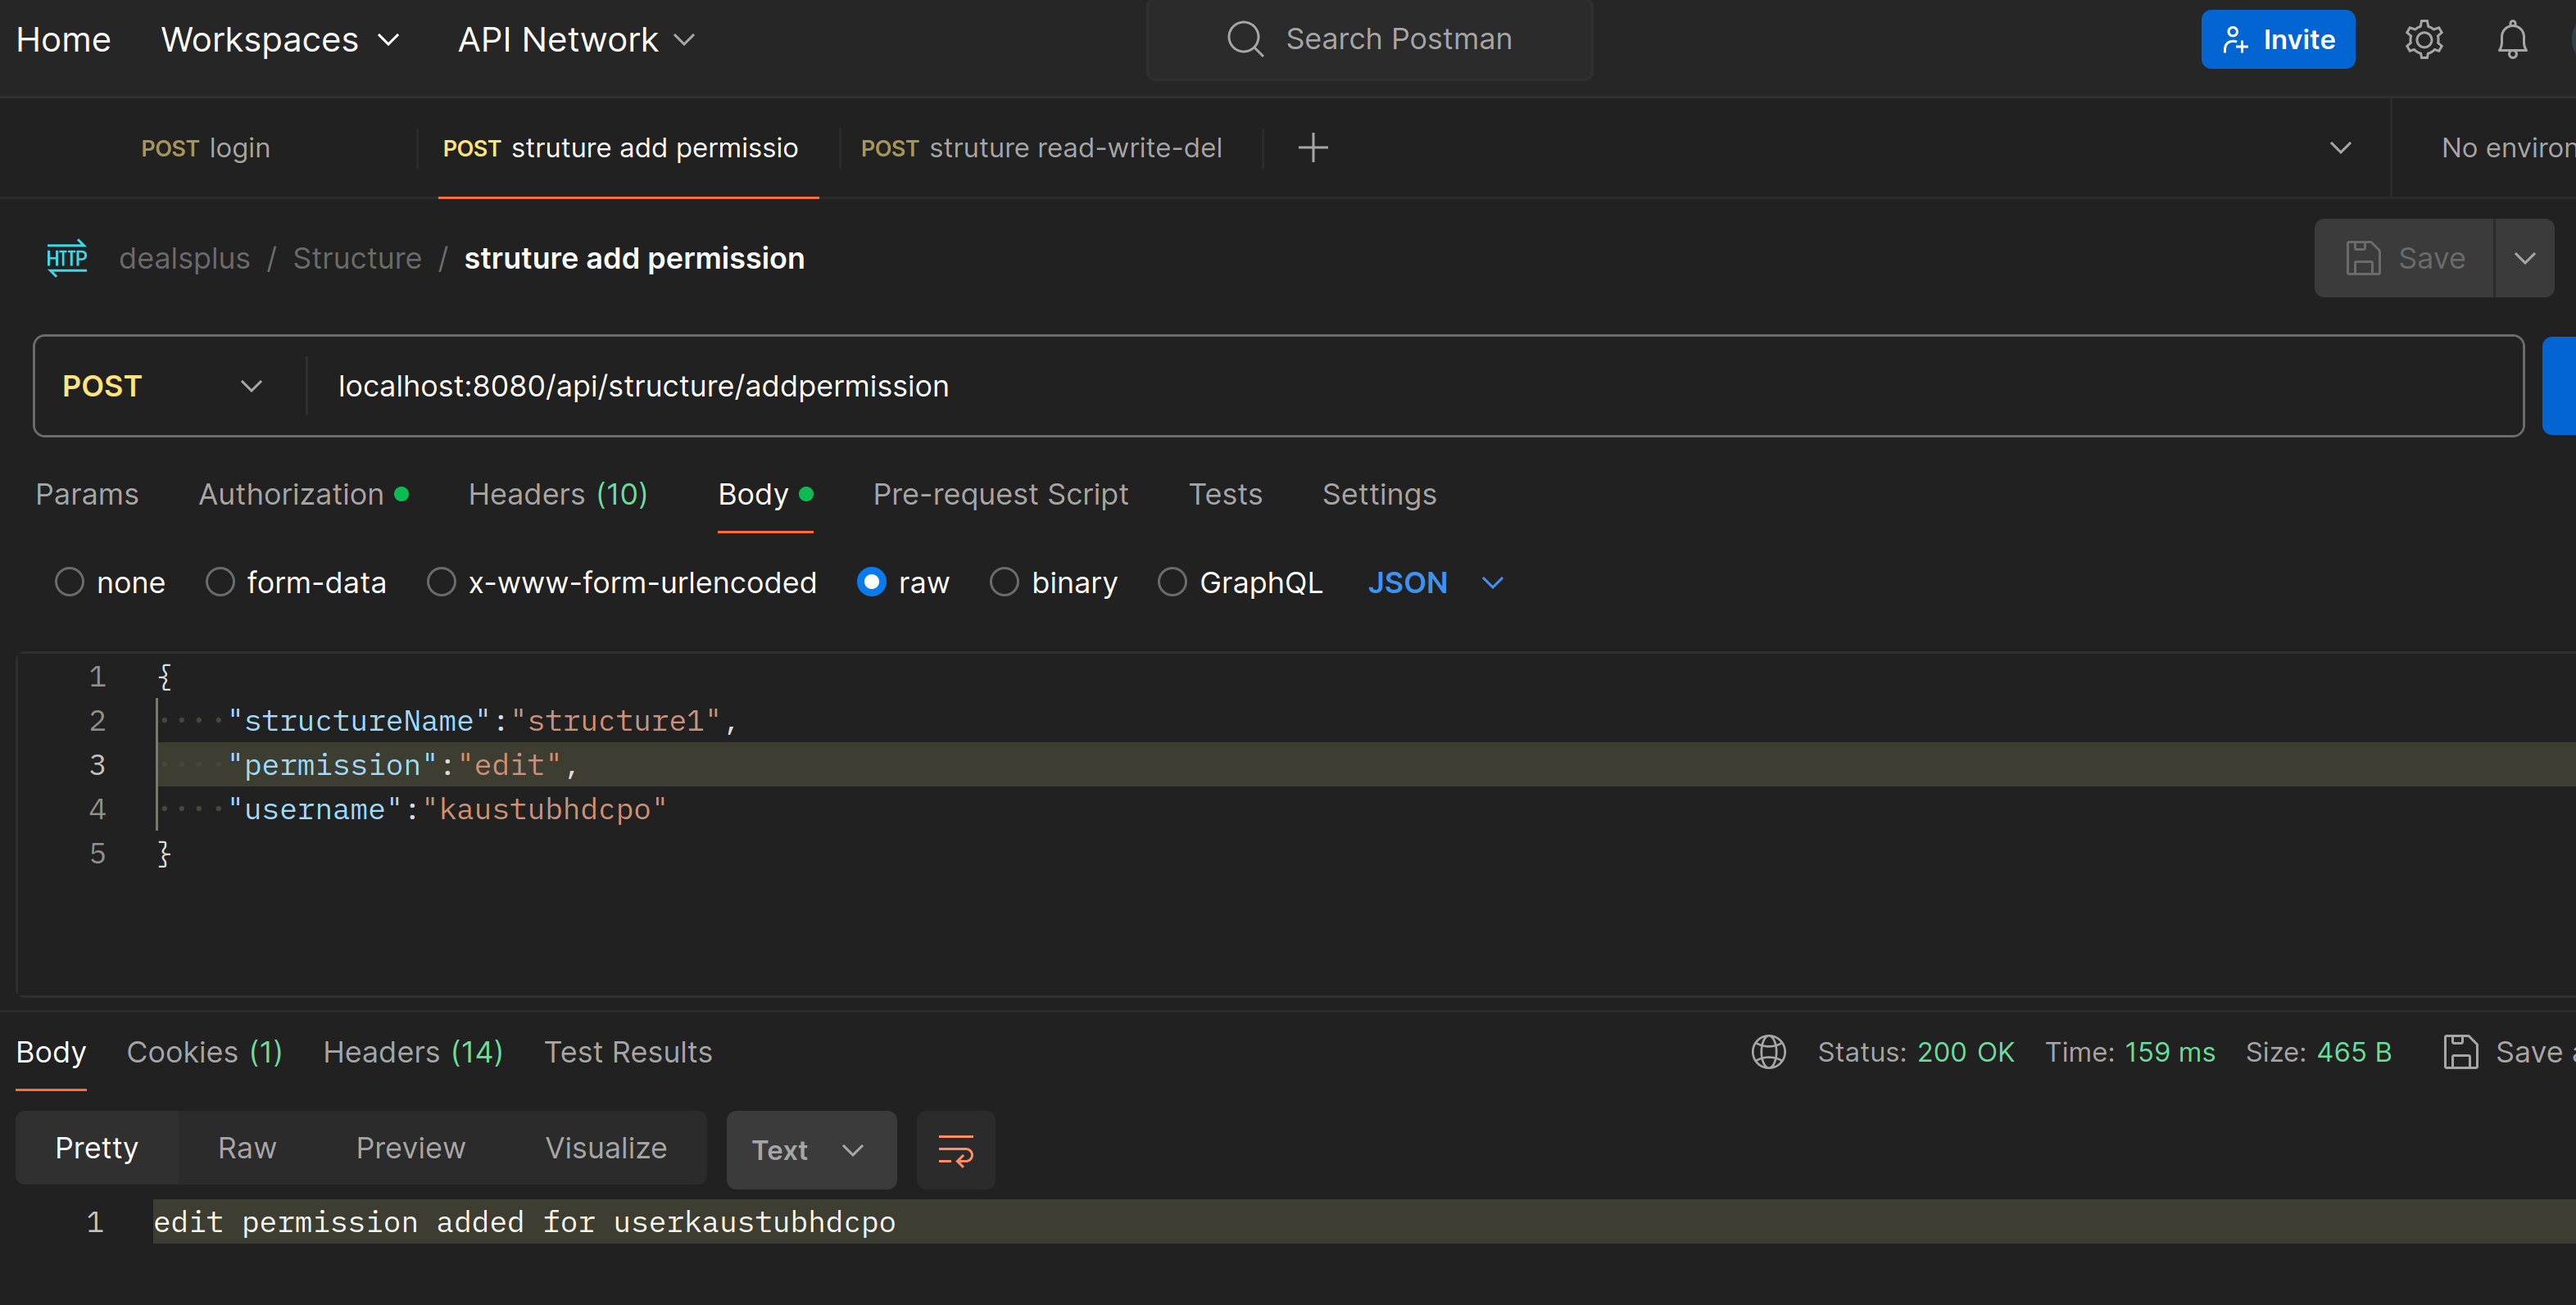 Home Workspaces API Network Search Postman Invite
POST login POST struture add permissio POST struture read-write-del No environ
HTTP dealsplus / Structure / struture add permission Save
POST localhost:8080/api/structure/addpermission
Params Authorization Headers (10) Body Pre-request Script Tests Settings
none form-data x-www-form-urlencoded raw binary GraphQL JSON
1 {
2 "structureName":"structure1",
3 "permission":"edit",
4 "username":"kaustubhdcpo"
5 }
Body Cookies (1) Headers (14) Test Results Status: 200 OK Time: 159 ms Size: 465 B Save a
Pretty Raw Preview Visualize Text
1 edit permission added for userkaustubhdcpo